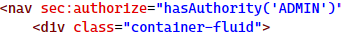 <nav sec:authorize="hasAuthority('ADMIN')"
<div class="container-fluid">